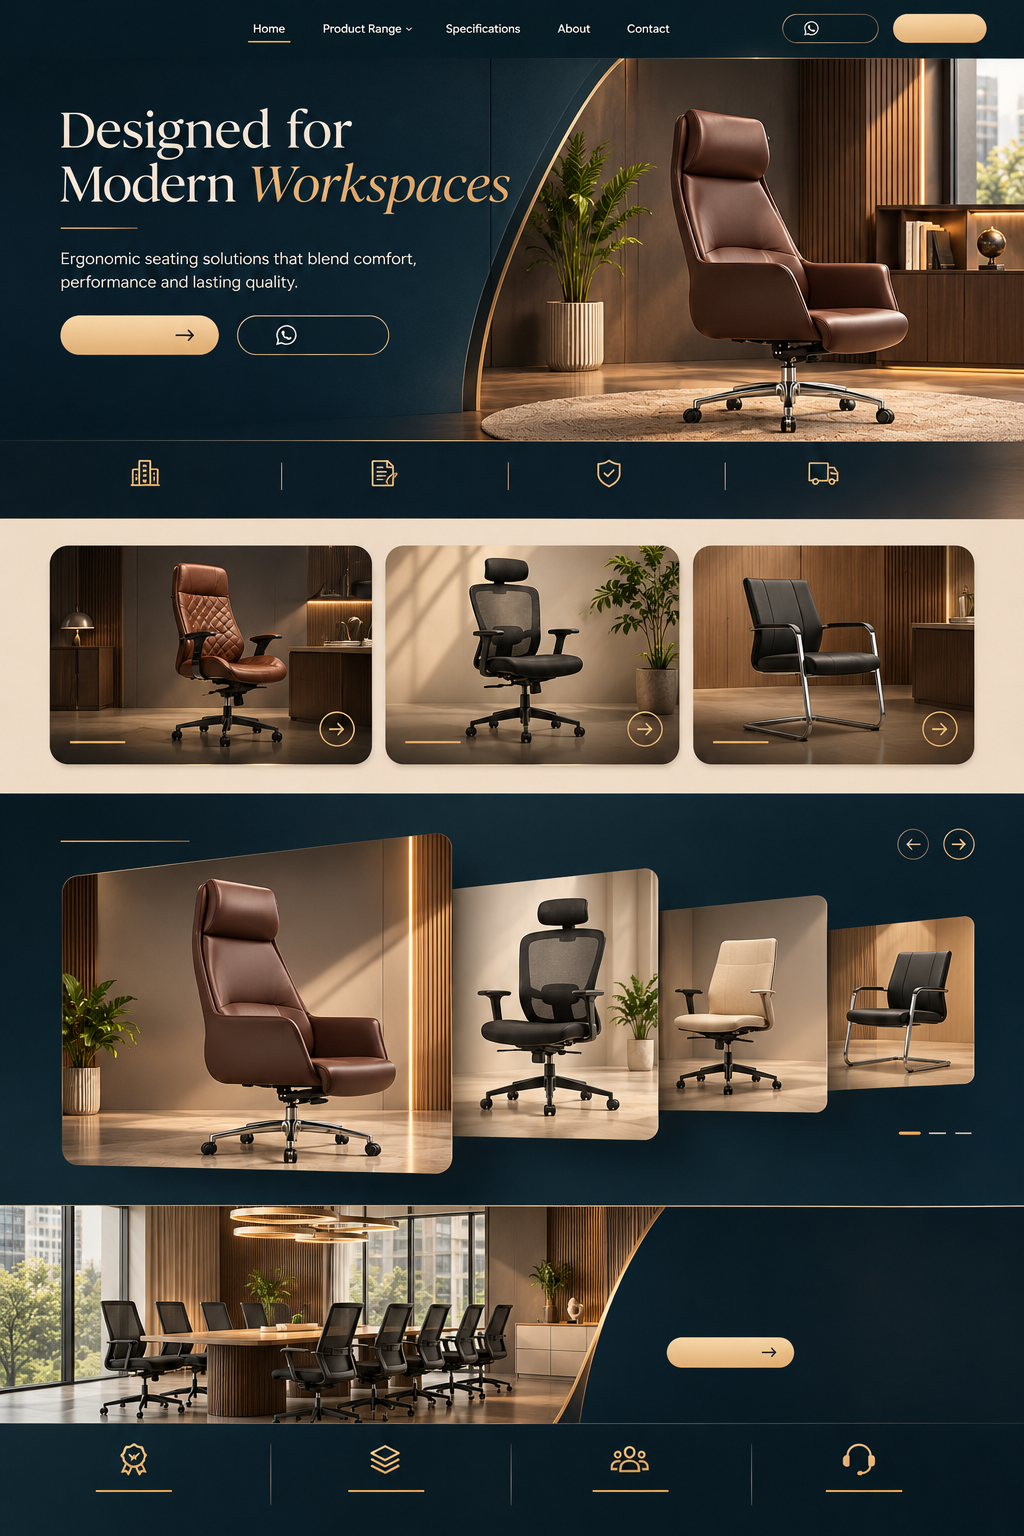 Home
Product Range
Specifications
About
Contact
Designed for
Modern Workspaces
Ergonomic seating solutions that blend comfort,
performance and lasting quality.